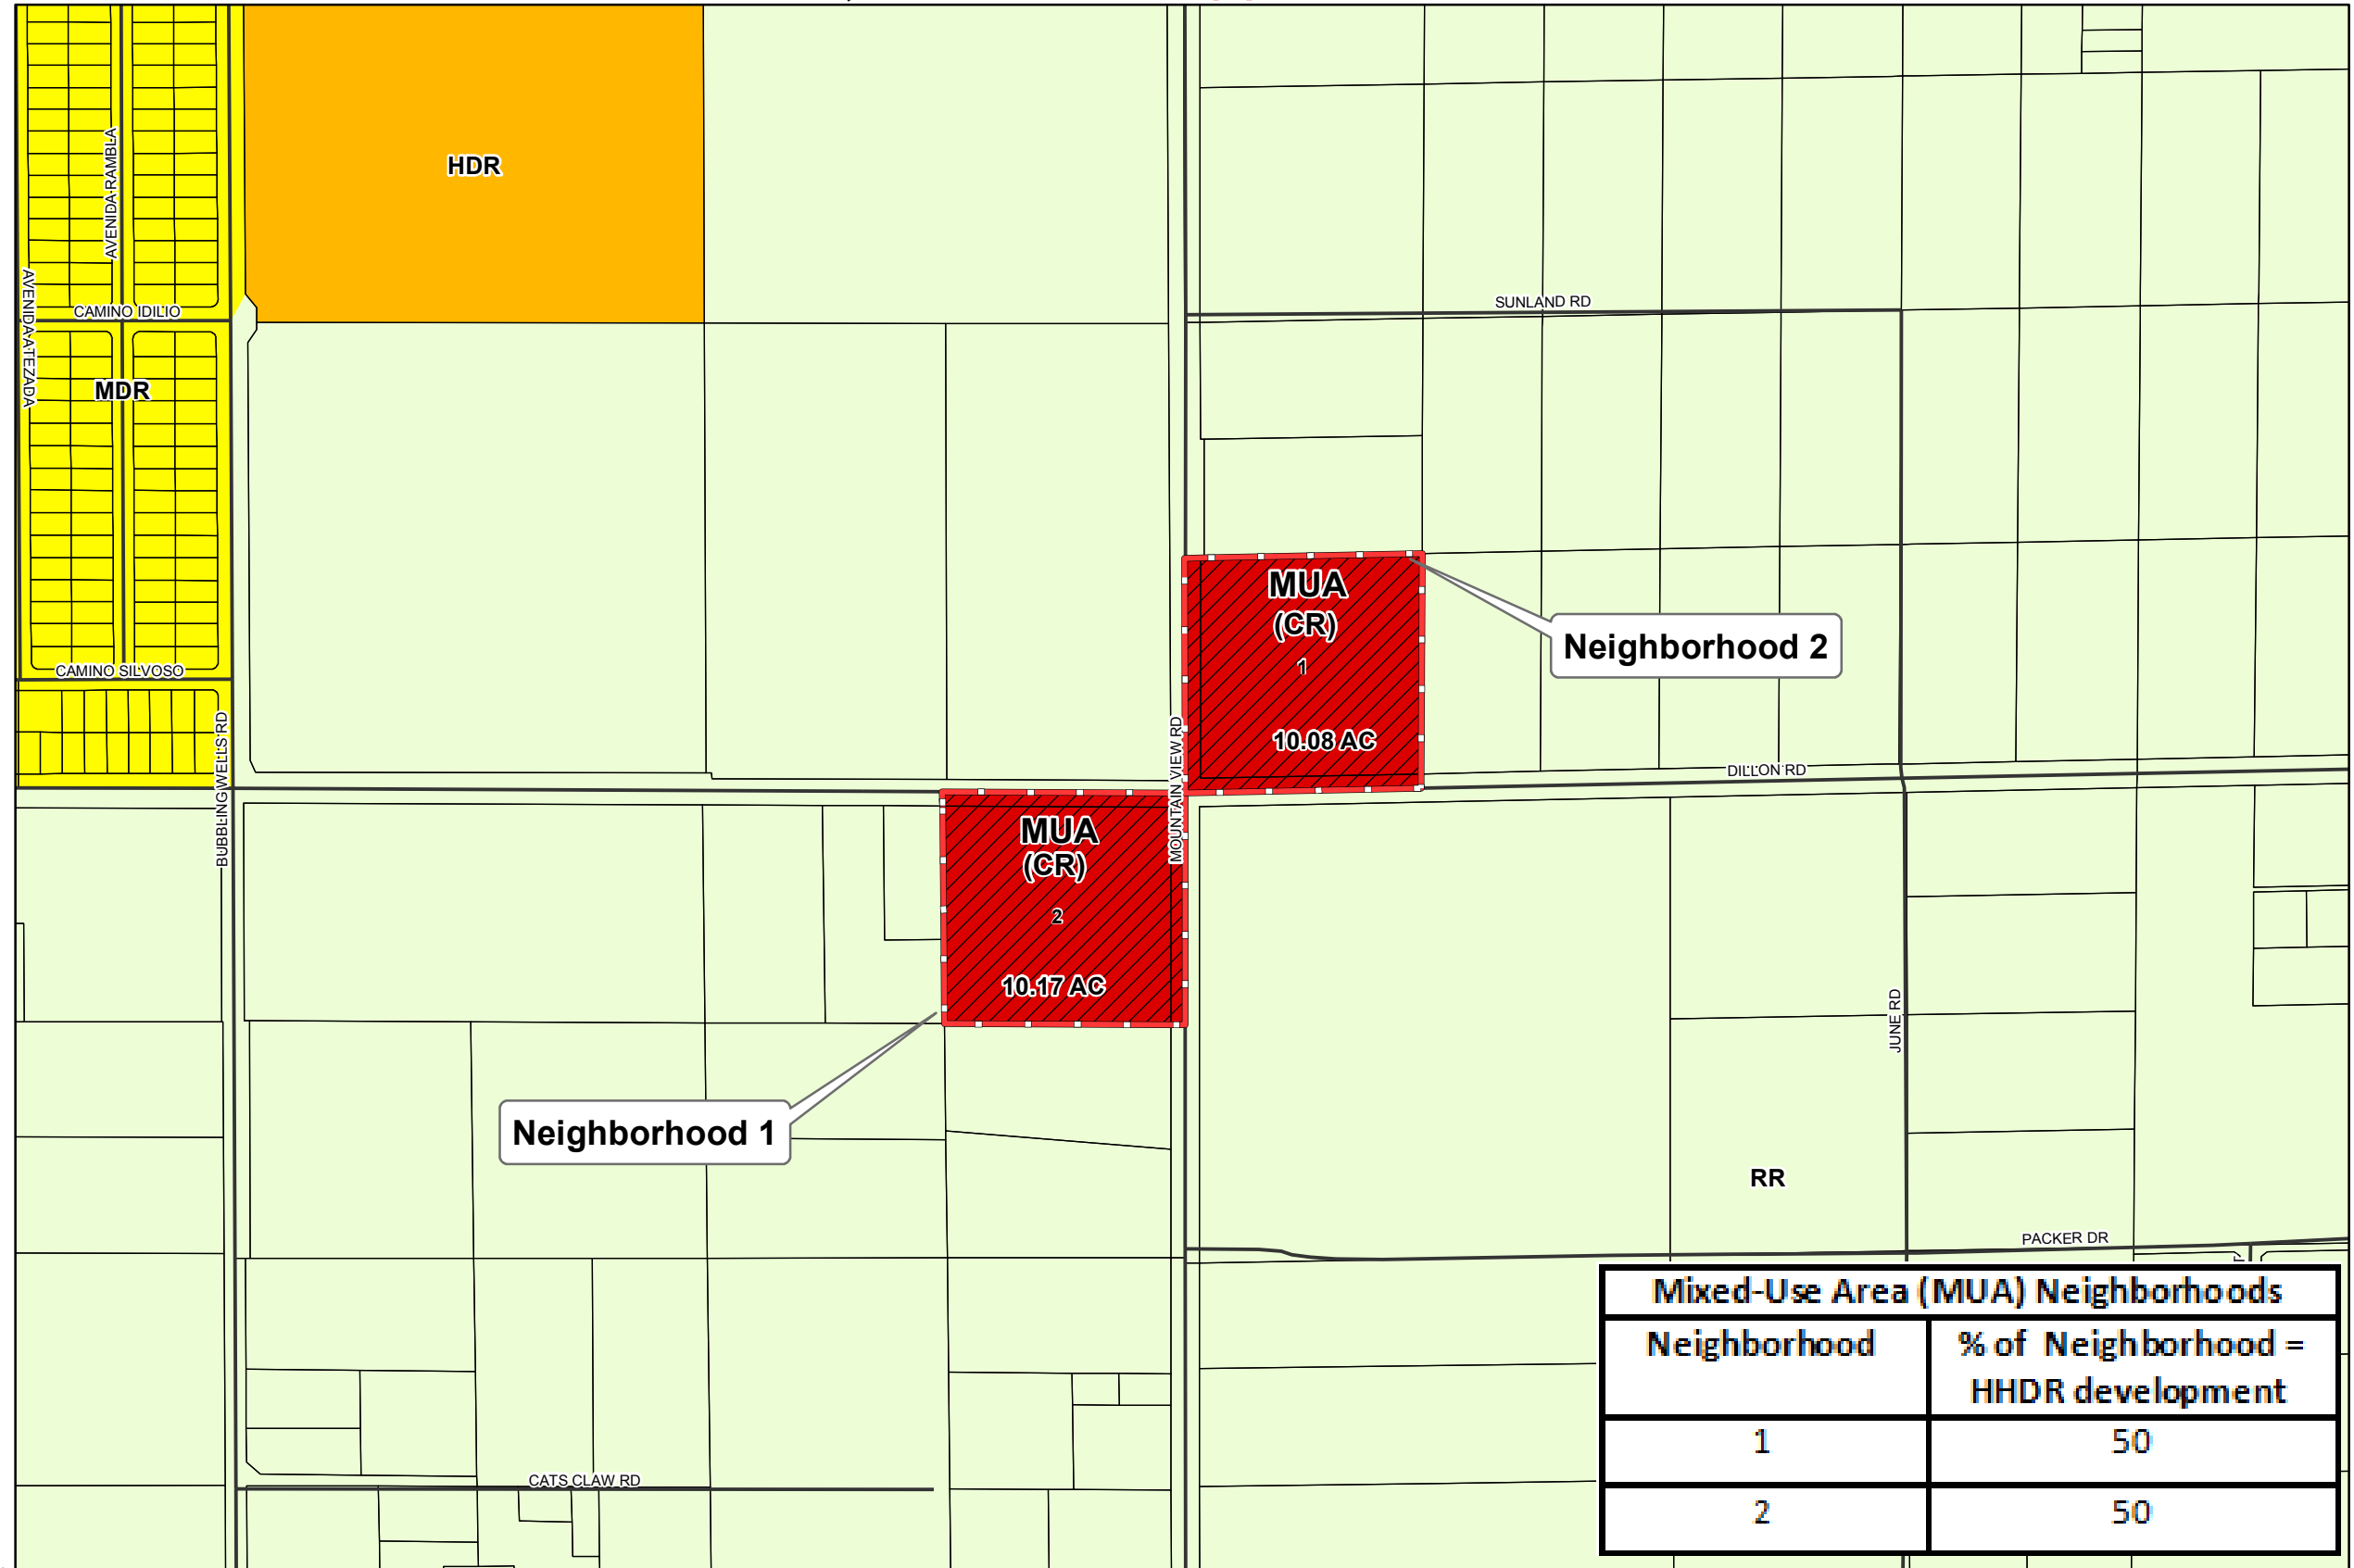 HDR
AVENIDA RAMBLA
AVENIDA ATEZADA
CAMINO IDILIO
SUNLAND RD
MDR
MUA
(CR)
1
10.08 AC
Neighborhood 2
CAMINO SILVOSO
BUBBLING WELLS RD
MOUNTAIN VIEW RD
DILLON RD
MUA
(CR)
2
10.17 AC
JUNE RD
Neighborhood 1
RR
PACKER DR
CATS CLAW RD
Mixed-Use Area (MUA) Neighborhoods
Neighborhood
% of Neighborhood =
HHDR development
1
50
2
50